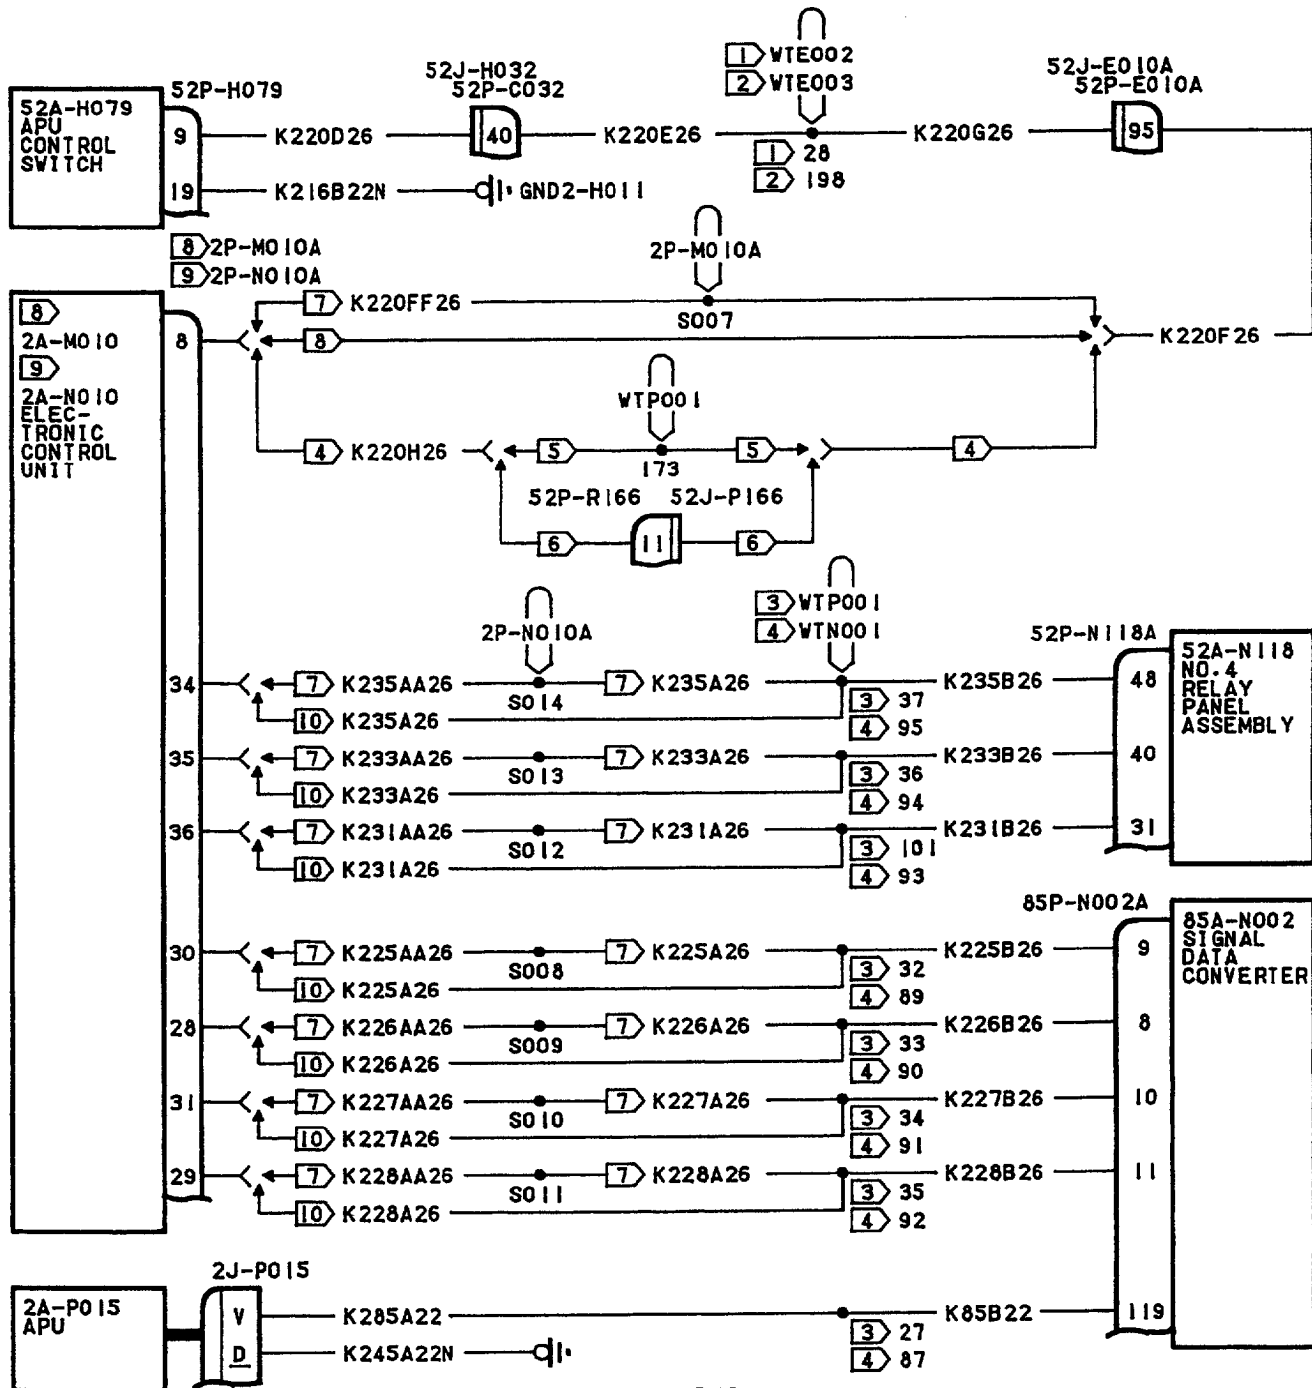 1 WTE002
2 WTE003
52J-H032
52P-C032
52J-E010A
52P-E010A
52P-H079
52A-H079
APU
CONTROL
SWITCH
9 K220D26 40 K220E26 K220G26 95
1 28
2 198
19 K216B22N GND2-H011
8 2P-M010A
9 2P-N010A
2P-M010A
7 K220FF26
S007
8
2A-M010
9
2A-N010
ELEC-
TRONIC
CONTROL
UNIT
8 8 K220F26
WTP001
4 K220H26 5 5 4
173
52P-R166 52J-P166
6 11 6
2P-N010A
3 WTP001
4 WTN001
52P-N118A
52A-N118
NO.4
RELAY
PANEL
ASSEMBLY
34 7 K235AA26 7 K235A26 K235B26 48
S014
3 37
10 K235A26
4 95
35 7 K233AA26 7 K233A26 K233B26 40
S013
3 36
10 K233A26
4 94
36 7 K231AA26 7 K231A26 K231B26 31
S012
3 101
10 K231A26
4 93
85P-N002A
85A-N002
SIGNAL
DATA
CONVERTER
30 7 K225AA26 7 K225A26 K225B26 9
S008
3 32
10 K225A26
4 89
28 7 K226AA26 7 K226A26 K226B26 8
S009
3 33
10 K226A26
4 90
31 7 K227AA26 7 K227A26 K227B26 10
S010
3 34
10 K227A26
4 91
29 7 K228AA26 7 K228A26 K228B26 11
S011
3 35
10 K228A26
4 92
2J-P015
2A-P015
APU
V K285A22 K85B22 119
3 27
D K245A22N
4 87